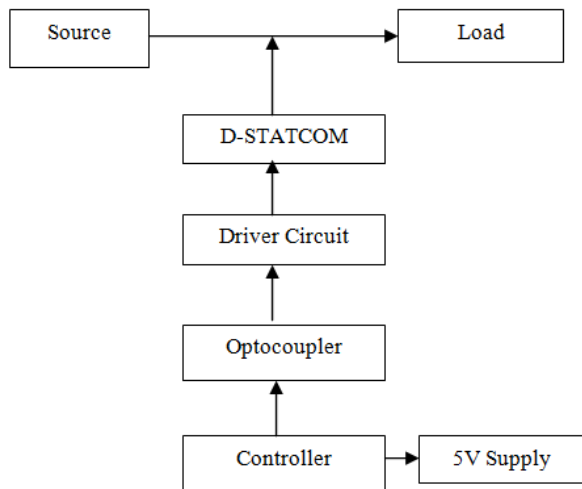 Source
Load
D-STATCOM
Driver Circuit
Optocoupler
Controller
5V Supply